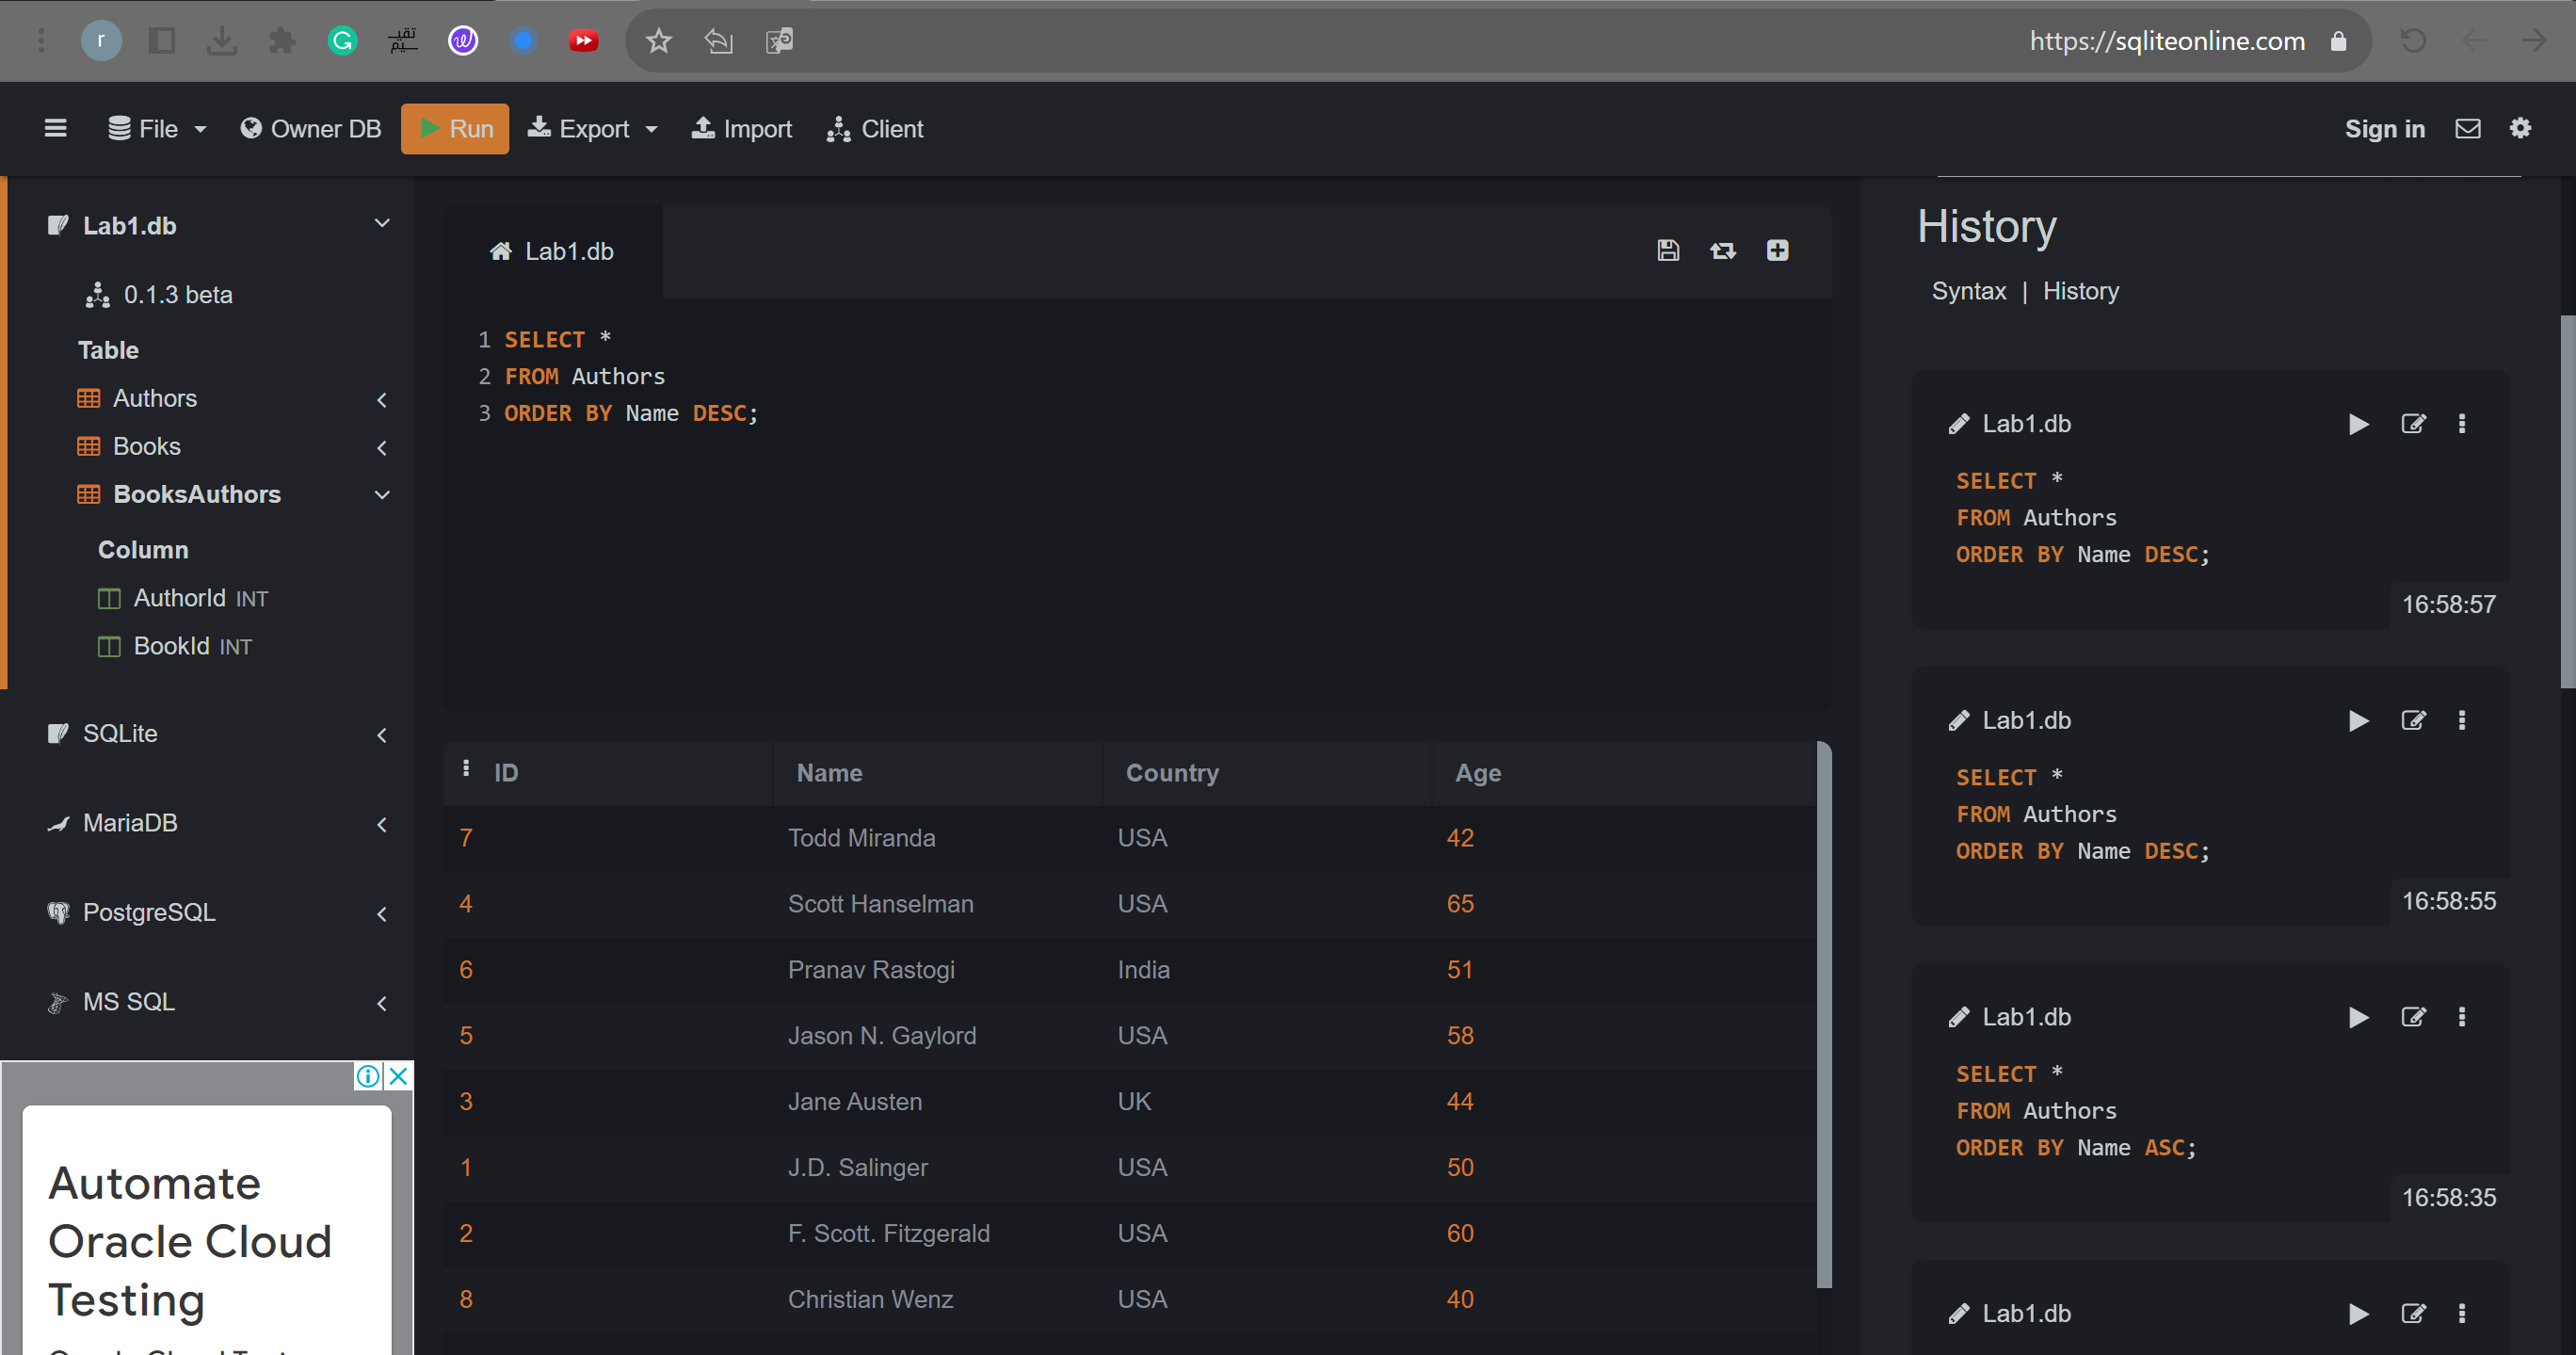 r
تقييم
https://sqliteonline.com
File
Owner DB
Run
Export
Import
Client
Sign in
Lab1.db
0.1.3 beta
Table
Authors
Books
BooksAuthors
Column
AuthorId INT
BookId INT
SQLite
MariaDB
PostgreSQL
MS SQL
Automate
Oracle Cloud
Testing
Lab1.db
1 SELECT *
2 FROM Authors
3 ORDER BY Name DESC;
ID Name Country Age
7 Todd Miranda USA 42
4 Scott Hanselman USA 65
6 Pranav Rastogi India 51
5 Jason N. Gaylord USA 58
3 Jane Austen UK 44
1 J.D. Salinger USA 50
2 F. Scott. Fitzgerald USA 60
8 Christian Wenz USA 40
History
Syntax | History
Lab1.db
SELECT *
FROM Authors
ORDER BY Name DESC;
16:58:57
Lab1.db
SELECT *
FROM Authors
ORDER BY Name DESC;
16:58:55
Lab1.db
SELECT *
FROM Authors
ORDER BY Name ASC;
16:58:35
Lab1.db